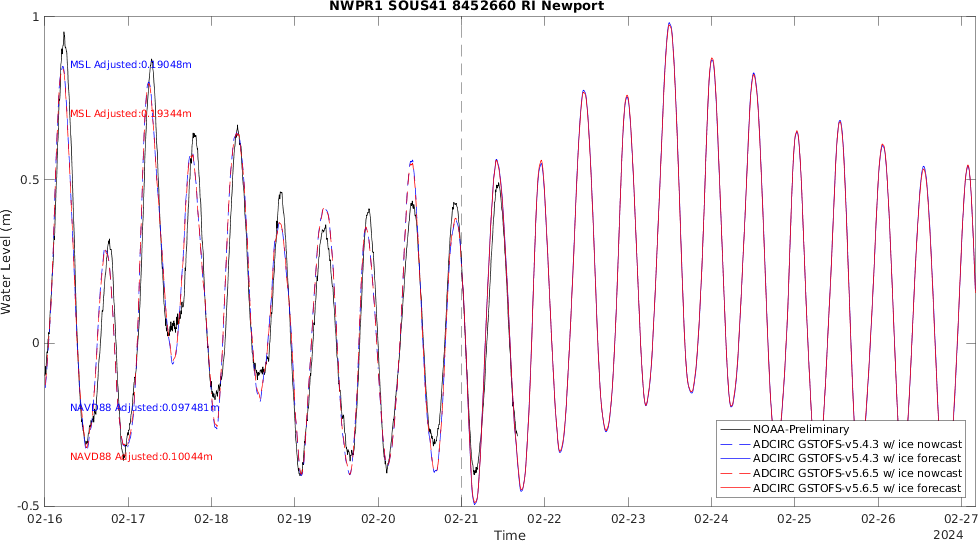 NWPR1 SOUS41 8452660 RI Newport
1
MSL Adjusted:0.19048m
MSL Adjusted:0.19344m
0.5
Water Level (m)
0
NAVD88 Adjusted:0.097481m
NAVD88 Adjusted:0.10044m
NOAA-Preliminary
ADCIRC GSTOFS-v5.4.3 w/ ice nowcast
ADCIRC GSTOFS-v5.4.3 w/ ice forecast
ADCIRC GSTOFS-v5.6.5 w/ ice nowcast
ADCIRC GSTOFS-v5.6.5 w/ ice forecast
-0.5
02-16 02-17 02-18 02-19 02-20 02-21 02-22 02-23 02-24 02-25 02-26 02-27
Time 2024